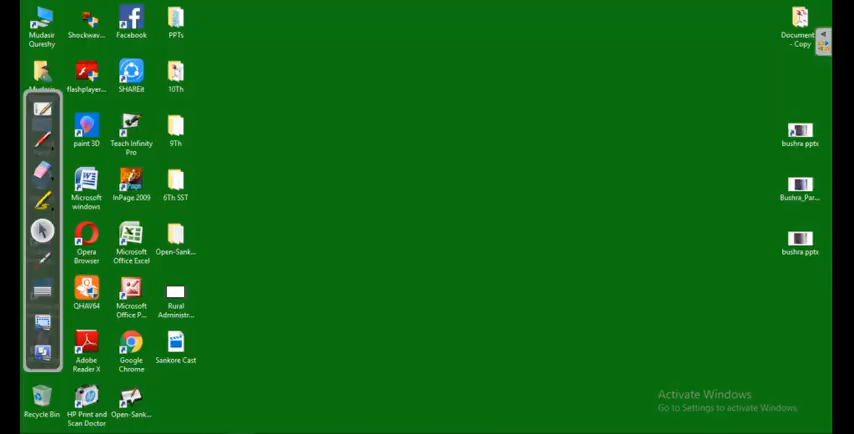 Mudasir
Qureshy
Shockwav...
Facebook
PPTs
Mudasir
flashplayer...
SHAREit
10Th
paint 3D
Teach Infinity
Pro
9Th
Microsoft
windows
InPage 2009
6Th SST
Opera
Browser
Microsoft
Office Excel
Open-Sank...
QHAV64
Microsoft
Office P...
Rural
Administr...
Adobe
Reader X
Google
Chrome
Sankore Cast
Recycle Bin
HP Print and
Scan Doctor
Open-Sank...
Document
- Copy
bushra pptx
Bushra_Par...
bushra pptx
Activate Windows
Go to Settings to activate Windows.